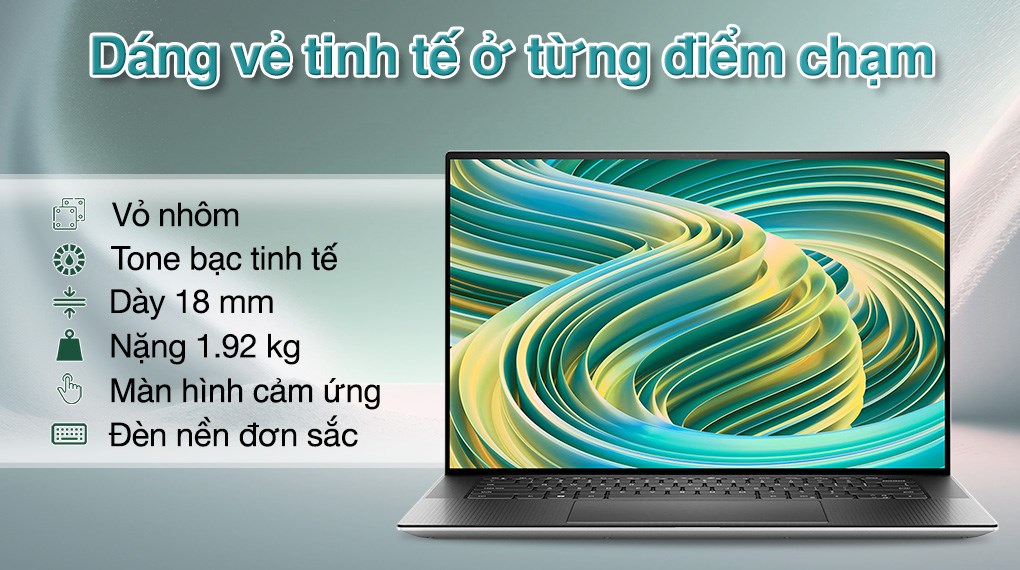 Dáng vẻ tinh tế ở từng điểm chạm
Vỏ nhôm
Tone bạc tinh tế
Dày 18 mm
Nặng 1.92 kg
Màn hình cảm ứng
Đèn nền đơn sắc